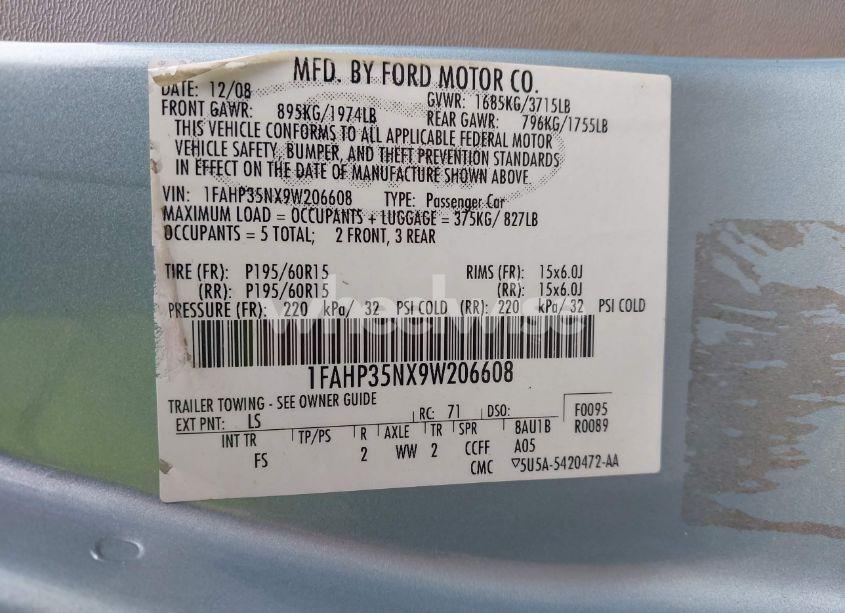 MFD. BY FORD MOTOR CO.
DATE: 12/08 GVWR: 1685KG/3715LB
FRONT GAWR: 895KG/1974LB REAR GAWR: 796KG/1755LB
THIS VEHICLE CONFORMS TO ALL APPLICABLE FEDERAL MOTOR
VEHICLE SAFETY, BUMPER, AND THEFT PREVENTION STANDARDS
IN EFFECT ON THE DATE OF MANUFACTURE SHOWN ABOVE.
VIN: 1FAHP35NX9W206608 TYPE: Passenger Car
MAXIMUM LOAD = OCCUPANTS + LUGGAGE = 375KG/ 827LB
OCCUPANTS = 5 TOTAL; 2 FRONT, 3 REAR
TIRE (FR): P195/60R15 RIMS (FR): 15x6.0J
(RR): P195/60R15 (RR): 15x6.0J
PRESSURE (FR): 220 kPa/ 32 PSI COLD (RR): 220 kPa/ 32 PSI COLD
wheelwise
1FAHP35NX9W206608
TRAILER TOWING - SEE OWNER GUIDE
EXT PNT: LS RC: 71 DSO: F0095
INT TR TP/PS R AXLE TR SPR 8AU1B R0089
FS 2 WW 2 CCFF A05
CMC ▽5U5A-5420472-AA